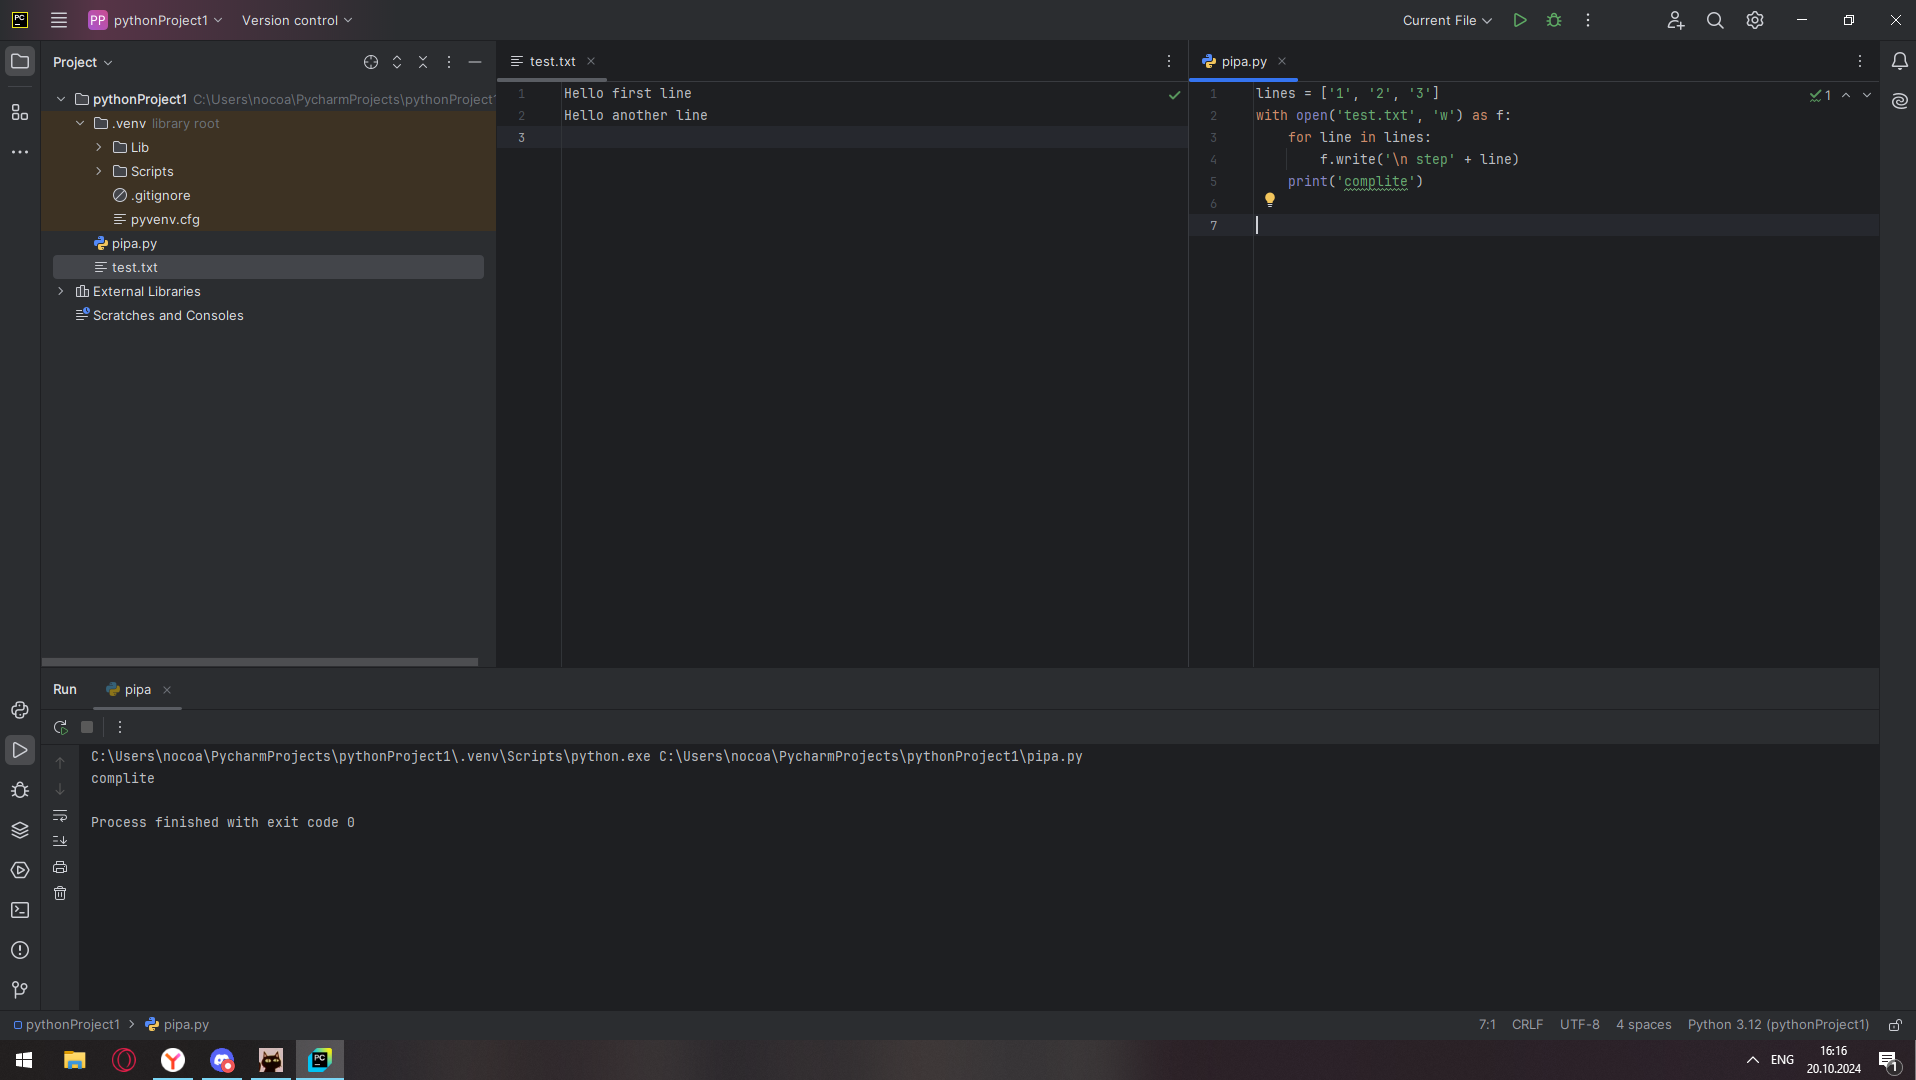 PC
PP pythonProject1 Version control Current File
Project
test.txt
pipa.py
pythonProject1 C:\Users\nocoa\PycharmProjects\pythonProject1
.venv library root
Lib
Scripts
.gitignore
pyvenv.cfg
pipa.py
test.txt
External Libraries
Scratches and Consoles
1 Hello first line
2 Hello another line
3
1 lines = ['1', '2', '3']
2 with open('test.txt', 'w') as f:
3 for line in lines:
4 f.write('\n step' + line)
5 print('complite')
6
7
1
Run pipa
C:\Users\nocoa\PycharmProjects\pythonProject1\.venv\Scripts\python.exe C:\Users\nocoa\PycharmProjects\pythonProject1\pipa.py
complite
Process finished with exit code 0
pythonProject1 pipa.py 7:1 CRLF UTF-8 4 spaces Python 3.12 (pythonProject1)
PC
ENG
16:16
20.10.2024
1